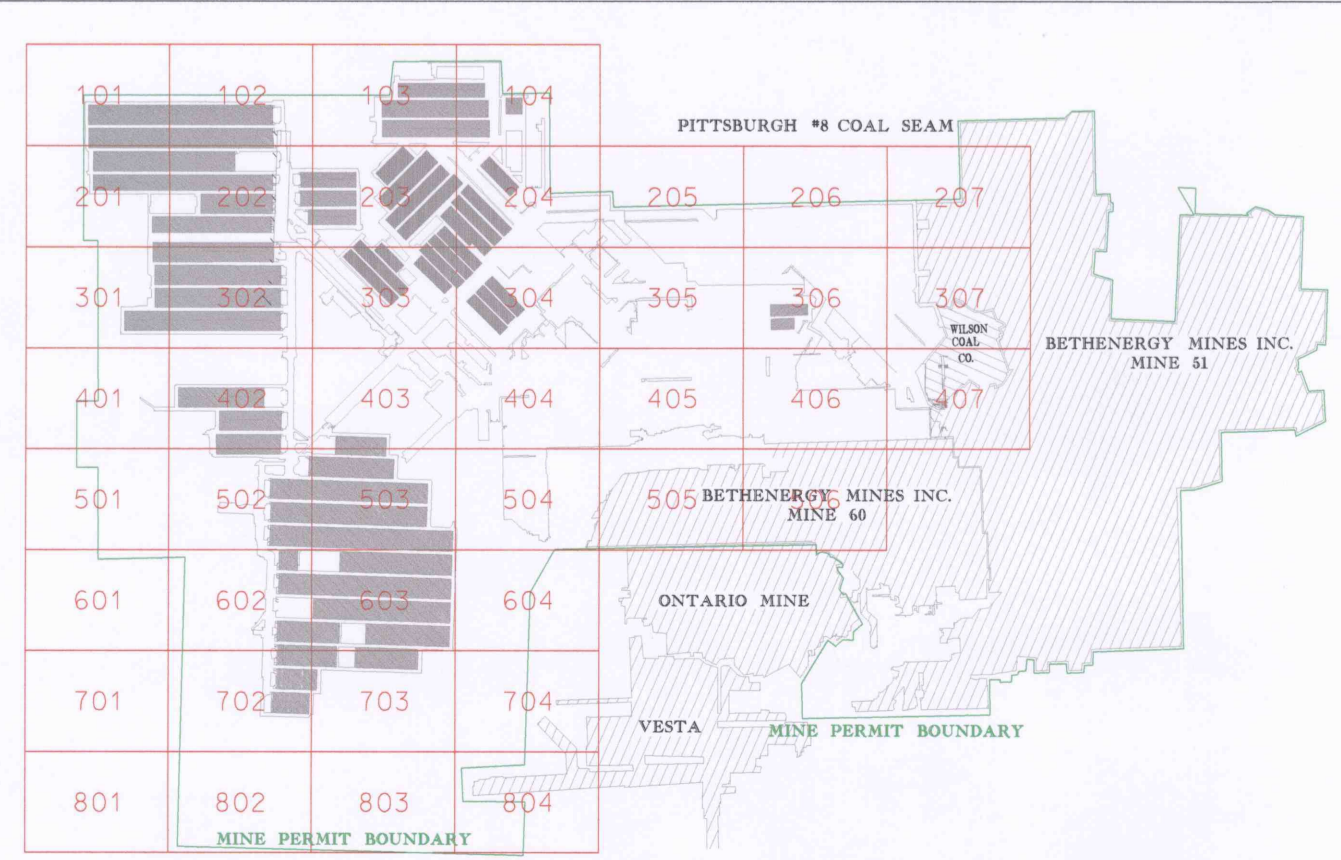 101 102 103 104
PITTSBURGH #8 COAL SEAM
201 202 203 204 205 206 207
301 302 303 304 305 306 307
WILSON
COAL
CO.
BETHENERGY MINES INC.
MINE 51
401 402 403 404 405 406 407
501 502 503 504 505 506
BETHENERGY MINES INC.
MINE 60
601 602 603 604
ONTARIO MINE
701 702 703 704
VESTA
MINE PERMIT BOUNDARY
801 802 803 804
MINE PERMIT BOUNDARY